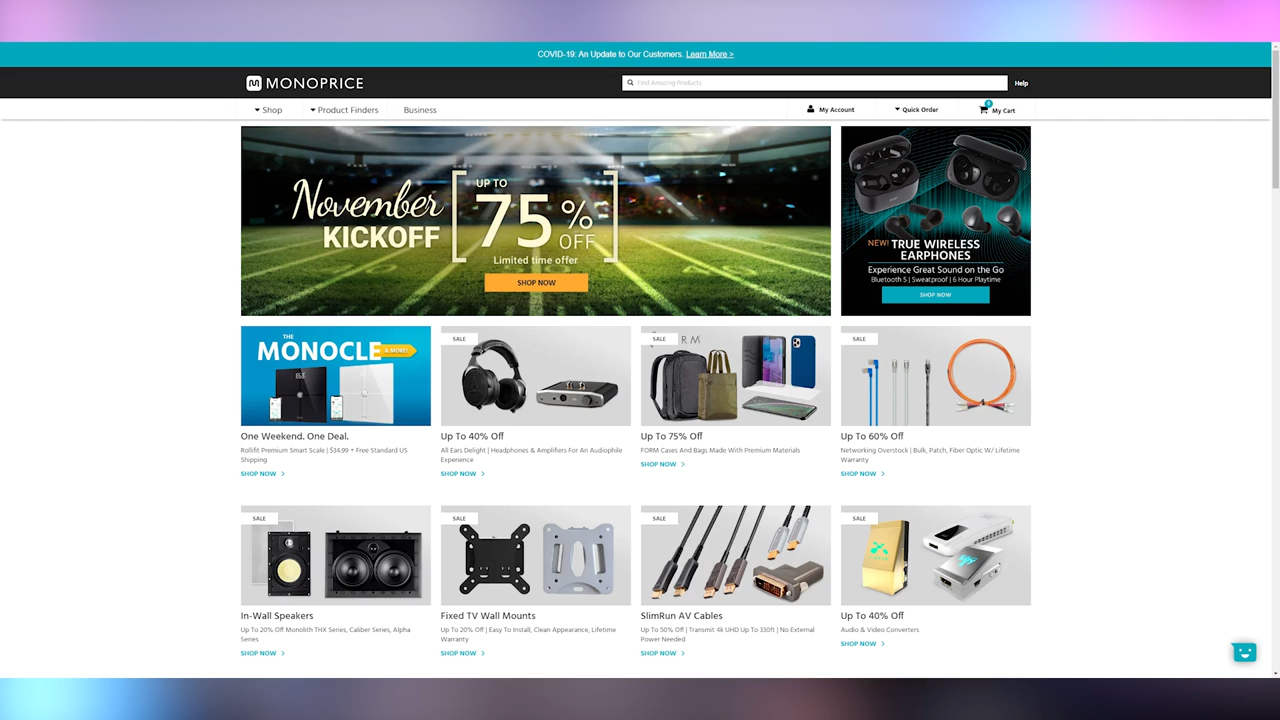 COVID-19: An Update to Our Customers. Learn More >
MONOPRICE
Find Amazing Products
Help
Shop
Product Finders
Business
My Account
Quick Order
0
My Cart
November
KICKOFF
UP TO
75%
OFF
Limited time offer
SHOP NOW
NEW! TRUE WIRELESS
EARPHONES
Experience Great Sound on the Go
Bluetooth 5 | Sweatproof | 6 Hour Playtime
SHOP NOW
THE
MONOCLE
& MORE!
One Weekend. One Deal.
Rollifit Premium Smart Scale | $34.99 + Free Standard US
Shipping
SHOP NOW >
SALE
Up To 40% Off
All Ears Delight | Headphones & Amplifiers For An Audiophile
Experience
SHOP NOW >
SALE
RM
Up To 75% Off
FORM Cases And Bags Made With Premium Materials
SHOP NOW >
SALE
Up To 60% Off
Networking Overstock | Bulk, Patch, Fiber Optic W/ Lifetime
Warranty
SHOP NOW >
SALE
In-Wall Speakers
Up To 20% Off Monolith THX Series, Caliber Series, Alpha
Series
SHOP NOW >
SALE
Fixed TV Wall Mounts
Up To 20% Off | Easy To Install, Clean Appearance, Lifetime
Warranty
SHOP NOW >
SALE
SlimRun AV Cables
Up To 50% Off | Transmit 4k UHD Up To 330ft | No External
Power Needed
SHOP NOW >
SALE
Up To 40% Off
Audio & Video Converters
SHOP NOW >